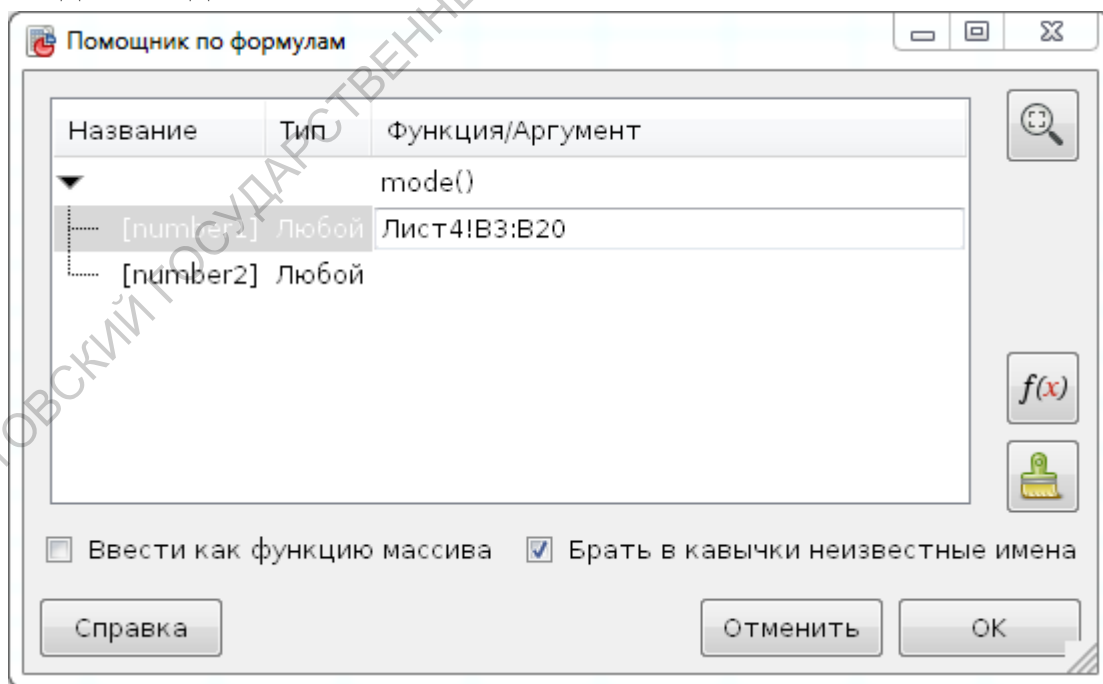 Помощник по формулам
Название Тип Функция/Аргумент
mode()
[number1] Любой Лист4!B3:B20
[number2] Любой
f(x)
Ввести как функцию массива Брать в кавычки неизвестные имена
Справка Отменить OK